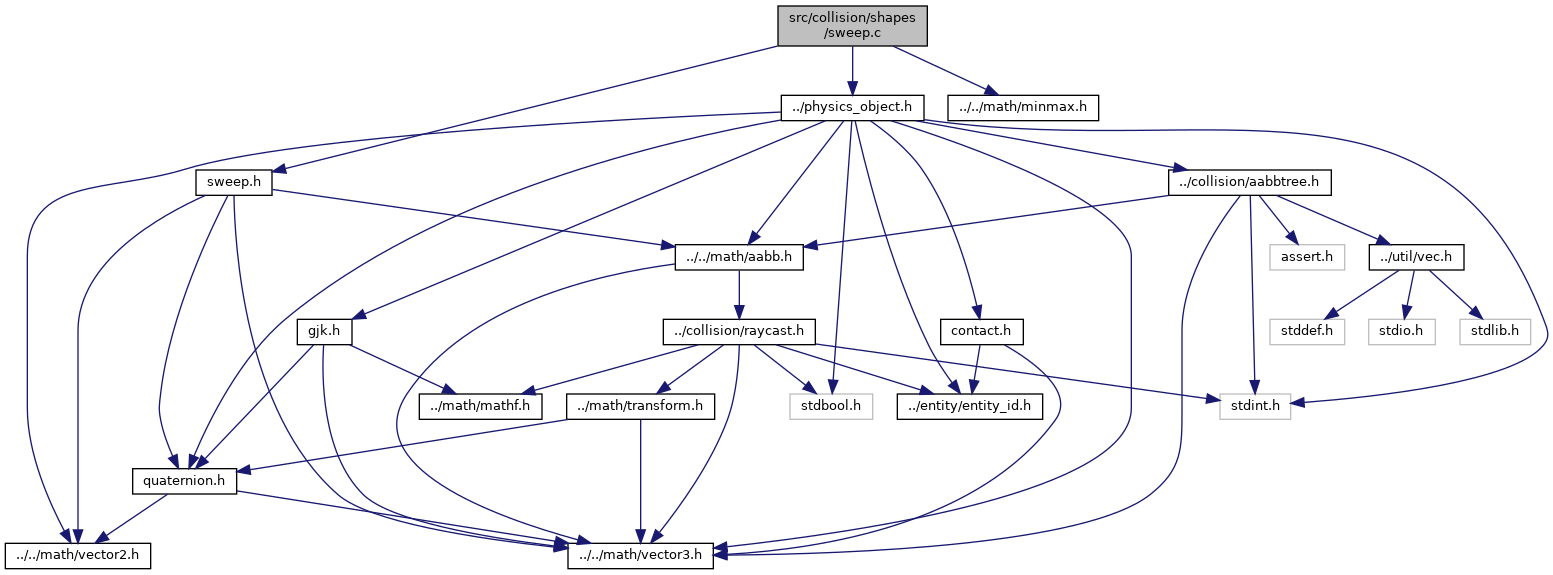 src/collision/shapes
/sweep.c
../physics_object.h
../../math/minmax.h
sweep.h
../collision/aabbtree.h
../../math/aabb.h
assert.h
../util/vec.h
gjk.h
../collision/raycast.h
contact.h
stddef.h
stdio.h
stdlib.h
../math/mathf.h
../math/transform.h
stdbool.h
../entity/entity_id.h
stdint.h
quaternion.h
../../math/vector2.h
../../math/vector3.h